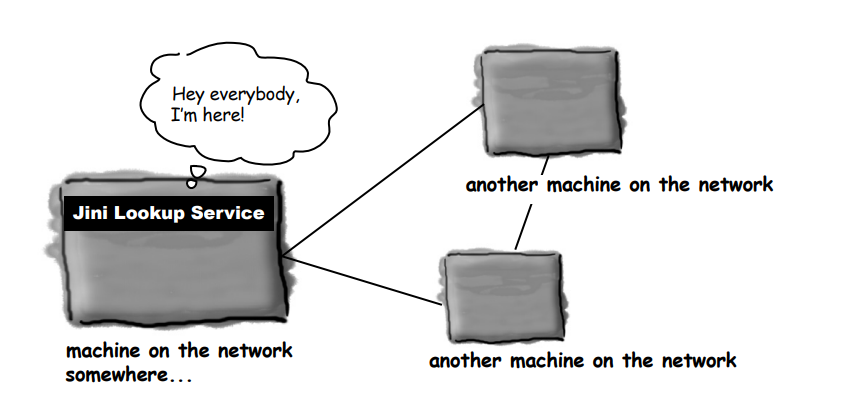 Hey everybody,
I'm here!
Jini Lookup Service
another machine on the network
machine on the network
somewhere...
another machine on the network